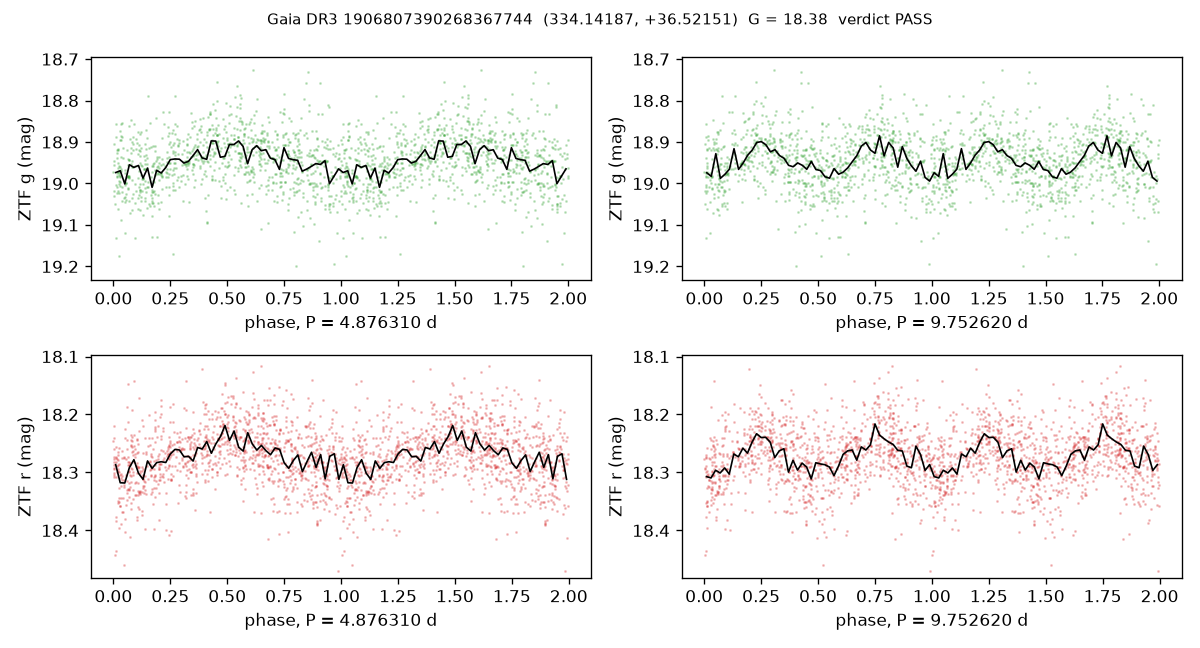 Gaia DR3 1906807390268367744  (334.14187, +36.52151)  G = 18.38  verdict PASS
18.7
18.8
18.9
19.0
19.1
19.2
ZTF g (mag)
0.00 0.25 0.50 0.75 1.00 1.25 1.50 1.75 2.00
phase, P = 4.876310 d
18.7
18.8
18.9
19.0
19.1
19.2
ZTF g (mag)
0.00 0.25 0.50 0.75 1.00 1.25 1.50 1.75 2.00
phase, P = 9.752620 d
18.1
18.2
18.3
18.4
ZTF r (mag)
0.00 0.25 0.50 0.75 1.00 1.25 1.50 1.75 2.00
phase, P = 4.876310 d
18.1
18.2
18.3
18.4
ZTF r (mag)
0.00 0.25 0.50 0.75 1.00 1.25 1.50 1.75 2.00
phase, P = 9.752620 d